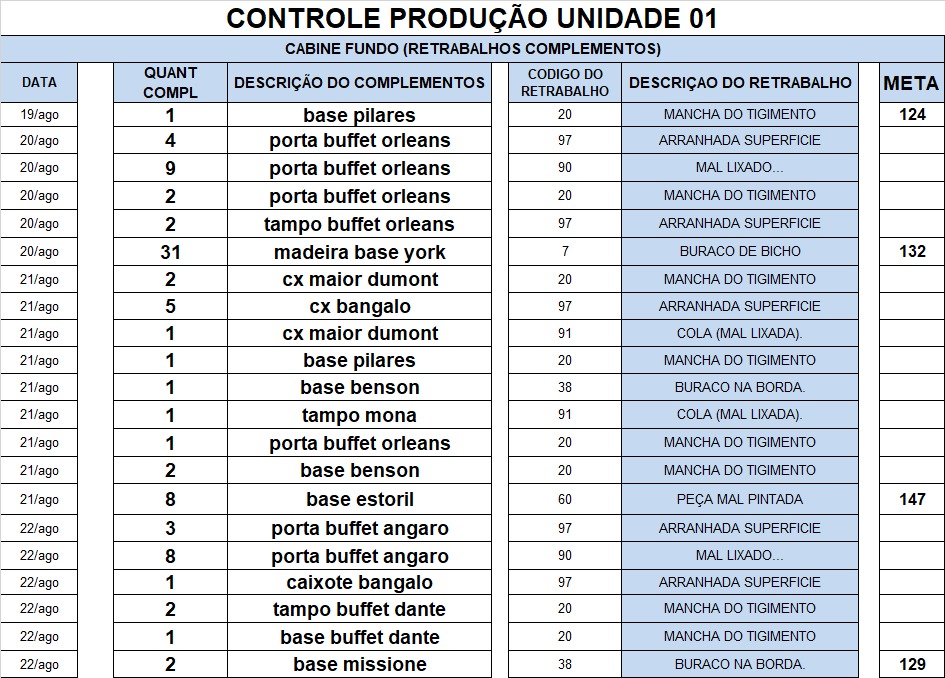 CONTROLE PRODUÇÃO UNIDADE 01
CABINE FUNDO (RETRABALHOS COMPLEMENTOS)
DATA QUANT COMPL DESCRIÇÃO DO COMPLEMENTOS CODIGO DO RETRABALHO DESCRIÇAO DO RETRABALHO META
19/ago 1 base pilares 20 MANCHA DO TIGIMENTO 124
20/ago 4 porta buffet orleans 97 ARRANHADA SUPERFICIE
20/ago 9 porta buffet orleans 90 MAL LIXADO...
20/ago 2 porta buffet orleans 20 MANCHA DO TIGIMENTO
20/ago 2 tampo buffet orleans 97 ARRANHADA SUPERFICIE
20/ago 31 madeira base york 7 BURACO DE BICHO 132
21/ago 2 cx maior dumont 20 MANCHA DO TIGIMENTO
21/ago 5 cx bangalo 97 ARRANHADA SUPERFICIE
21/ago 1 cx maior dumont 91 COLA (MAL LIXADA).
21/ago 1 base pilares 20 MANCHA DO TIGIMENTO
21/ago 1 base benson 38 BURACO NA BORDA.
21/ago 1 tampo mona 91 COLA (MAL LIXADA).
21/ago 1 porta buffet orleans 20 MANCHA DO TIGIMENTO
21/ago 2 base benson 20 MANCHA DO TIGIMENTO
21/ago 8 base estoril 60 PEÇA MAL PINTADA 147
22/ago 3 porta buffet angaro 97 ARRANHADA SUPERFICIE
22/ago 8 porta buffet angaro 90 MAL LIXADO...
22/ago 1 caixote bangalo 97 ARRANHADA SUPERFICIE
22/ago 2 tampo buffet dante 20 MANCHA DO TIGIMENTO
22/ago 1 base buffet dante 20 MANCHA DO TIGIMENTO
22/ago 2 base missione 38 BURACO NA BORDA. 129